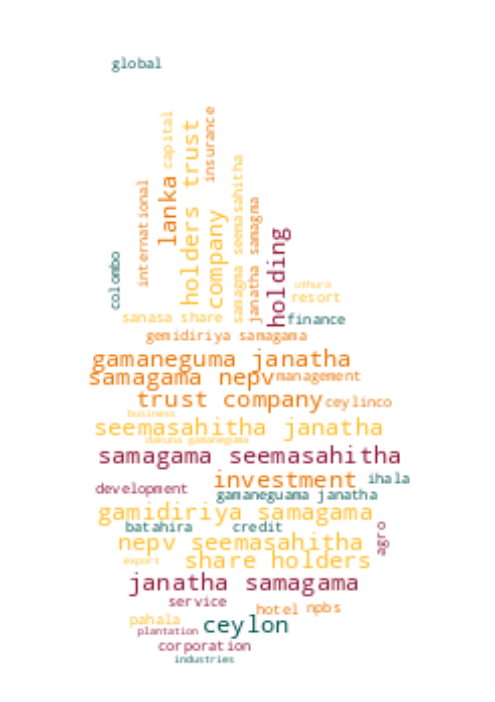 global
capital
insurance
holders trust
lanka
international
company
samagma seemasahitha
janatha samagma
holding
colombo
uthura
resort
sanasa share
finance
gemidiriya samagama
gamaneguma janatha
samagama nepv
management
trust company
ceylinco
business
seemasahitha janatha
dakuna gamaneguma
samagama seemasahitha
investment
ihala
development
gamaneguama janatha
gamidiriya samagama
batahira
credit
agro
nepv seemasahitha
export
share holders
janatha samagama
service
hotel
npbs
pahala
ceylon
plantation
corporation
industries